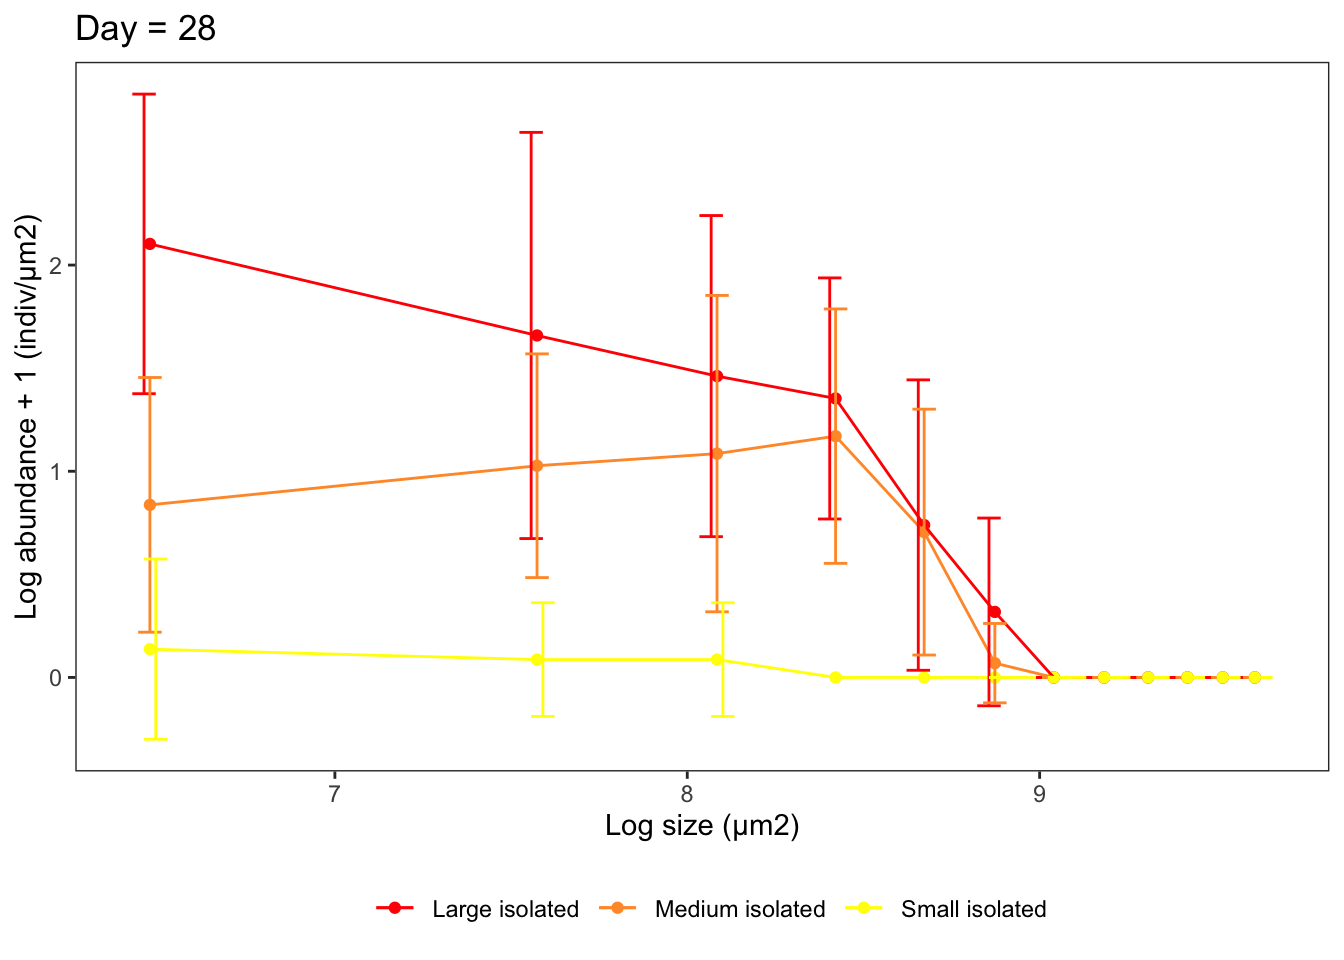 Day = 28
Log abundance + 1 (indiv/µm2)
2
1
0
7 8 9
Log size (µm2)
Large isolated Medium isolated Small isolated